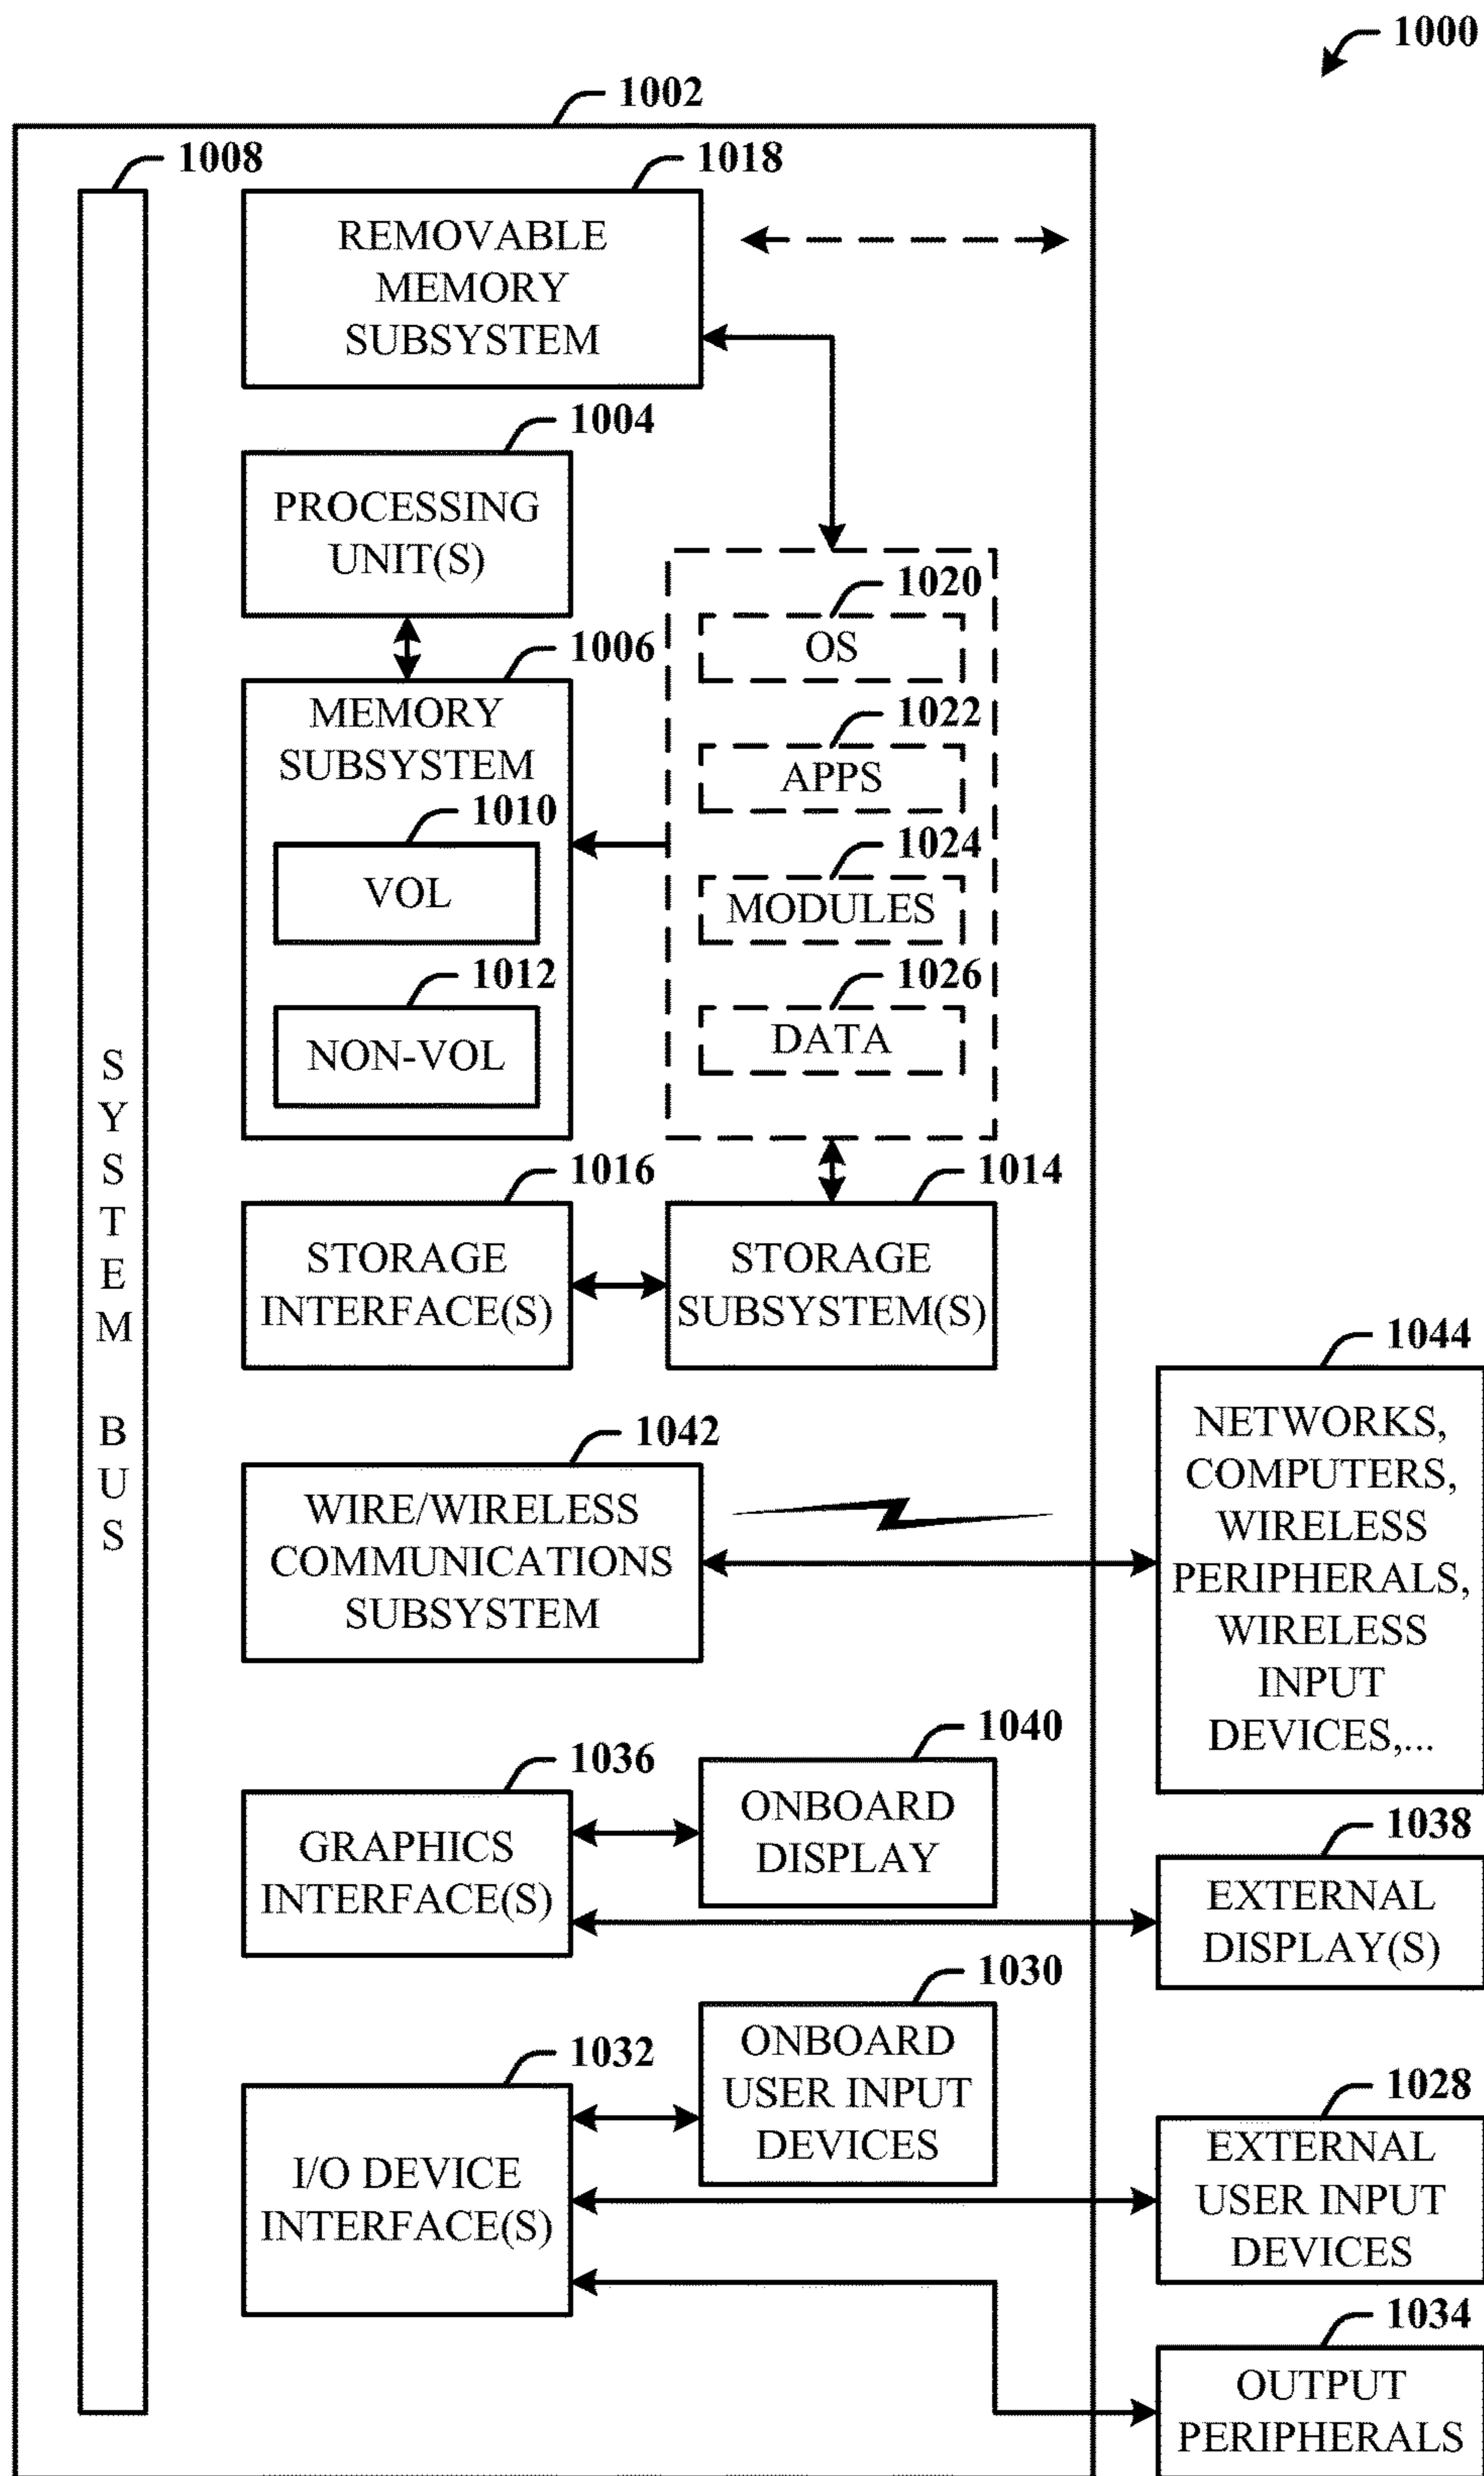 1000
1002
1008
SYSTEM BUS
1018
REMOVABLE
MEMORY
SUBSYSTEM
1004
PROCESSING
UNIT(S)
1006
MEMORY
SUBSYSTEM
1010
VOL
1012
NON-VOL
1020
OS
1022
APPS
1024
MODULES
1026
DATA
1016
STORAGE
INTERFACE(S)
1014
STORAGE
SUBSYSTEM(S)
1042
WIRE/WIRELESS
COMMUNICATIONS
SUBSYSTEM
1044
NETWORKS,
COMPUTERS,
WIRELESS
PERIPHERALS,
WIRELESS
INPUT
DEVICES,...
1036
GRAPHICS
INTERFACE(S)
1040
ONBOARD
DISPLAY
1038
EXTERNAL
DISPLAY(S)
1032
I/O DEVICE
INTERFACE(S)
1030
ONBOARD
USER INPUT
DEVICES
1028
EXTERNAL
USER INPUT
DEVICES
1034
OUTPUT
PERIPHERALS